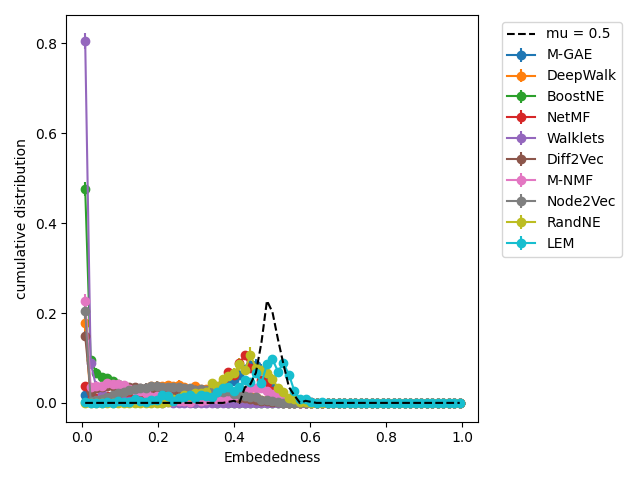 mu = 0.5
M-GAE
DeepWalk
BoostNE
NetMF
Walklets
Diff2Vec
M-NMF
Node2Vec
RandNE
LEM
cumulative distribution
0.8
0.6
0.4
0.2
0.0
0.0 0.2 0.4 0.6 0.8 1.0
Embededness